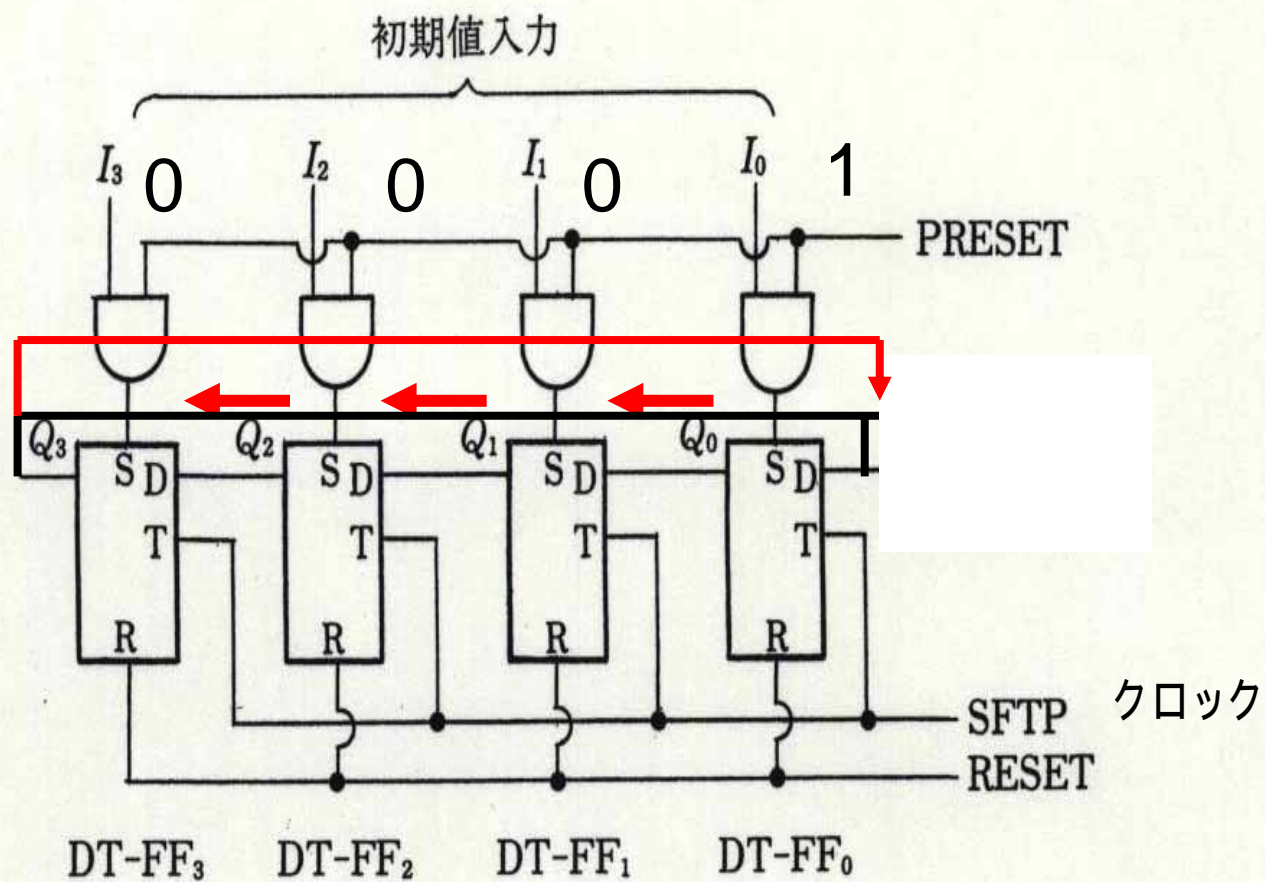 初期値入力
I₃ 0 I₂ 0 I₁ 0 I₀ 1
PRESET
Q₃ Q₂ Q₁ Q₀
S D S D S D S D
T T T T
R R R R
SFTP クロック
RESET
DT-FF₃ DT-FF₂ DT-FF₁ DT-FF₀